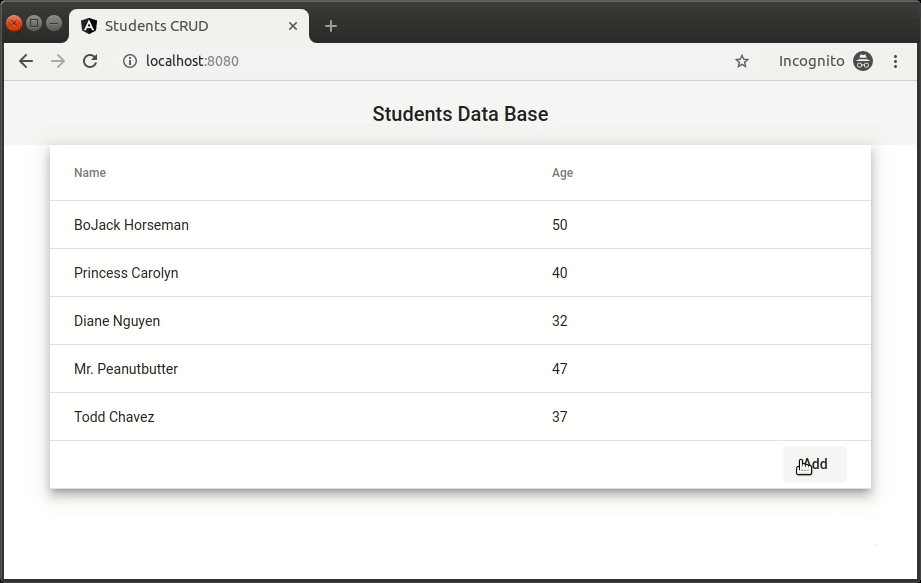 Students CRUD
localhost:8080
Incognito
Students Data Base
Name Age
BoJack Horseman 50
Princess Carolyn 40
Diane Nguyen 32
Mr. Peanutbutter 47
Todd Chavez 37
Add